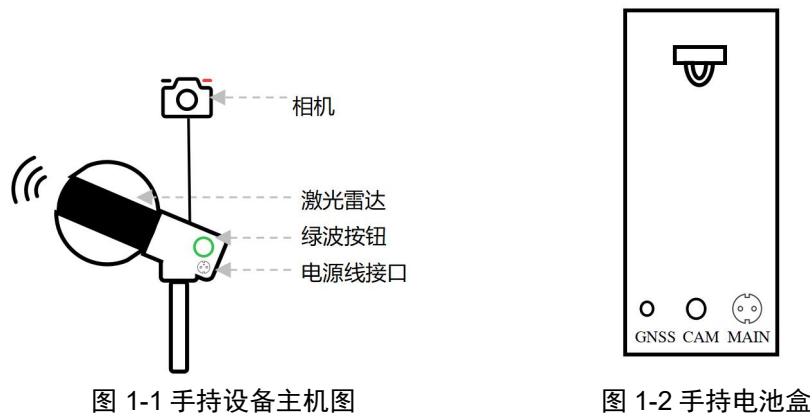 相机
激光雷达
绿波按钮
电源线接口
GNSS CAM MAIN
图 1-1 手持设备主机图
图 1-2 手持电池盒